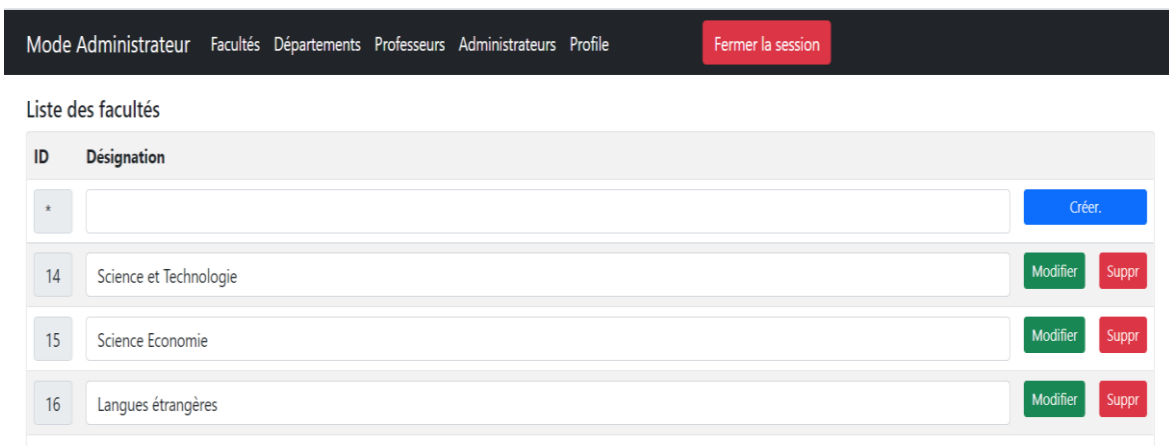 Mode Administrateur Facultés Départements Professeurs Administrateurs Profile Fermer la session
Liste des facultés
ID Désignation
* Créer.
14 Science et Technologie Modifier Suppr
15 Science Economie Modifier Suppr
16 Langues étrangères Modifier Suppr